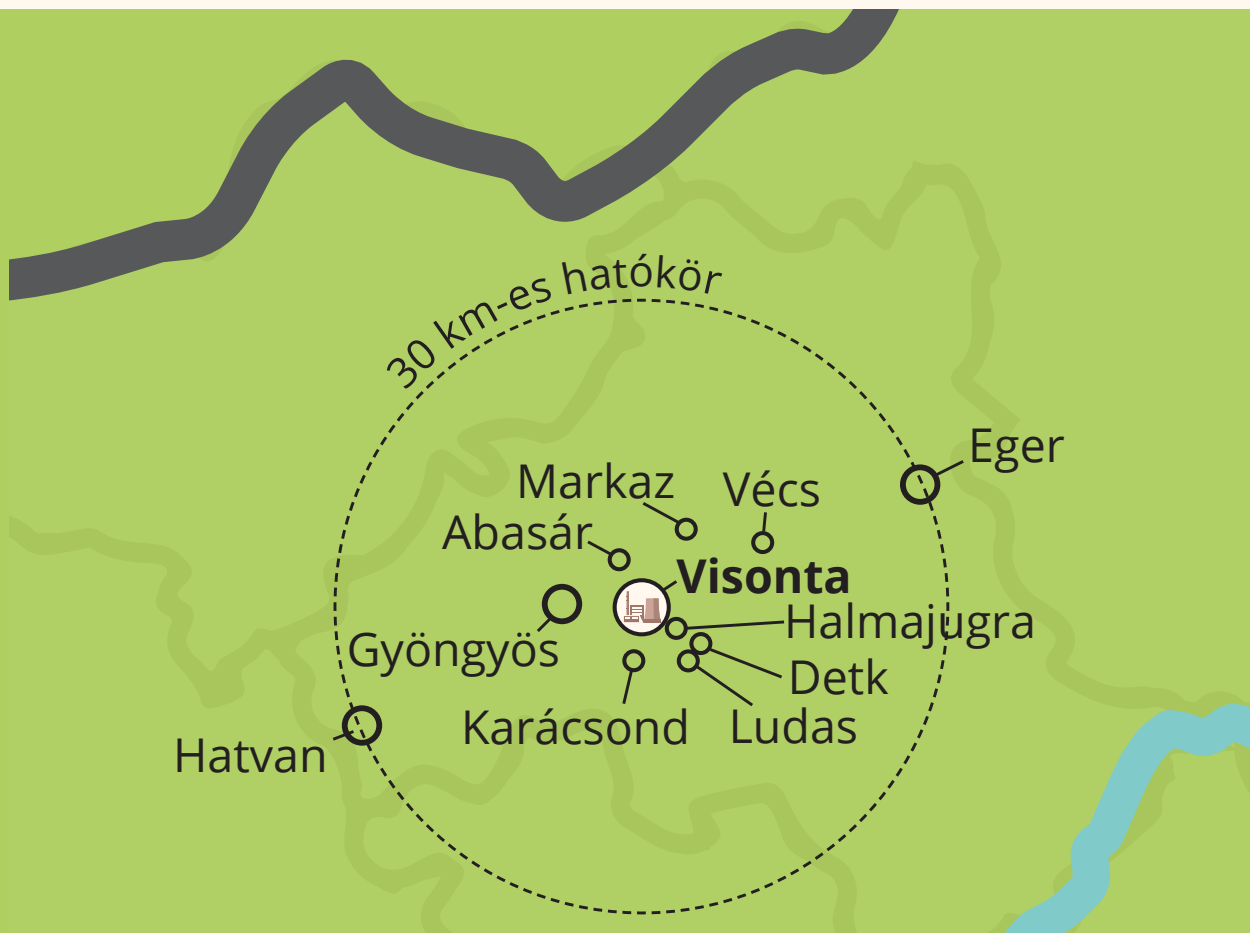 30 km-es hatókör
Eger
Markaz
Vécs
Abasár
Visonta
Halmajugra
Gyöngyös
Detk
Karácsond
Ludas
Hatvan